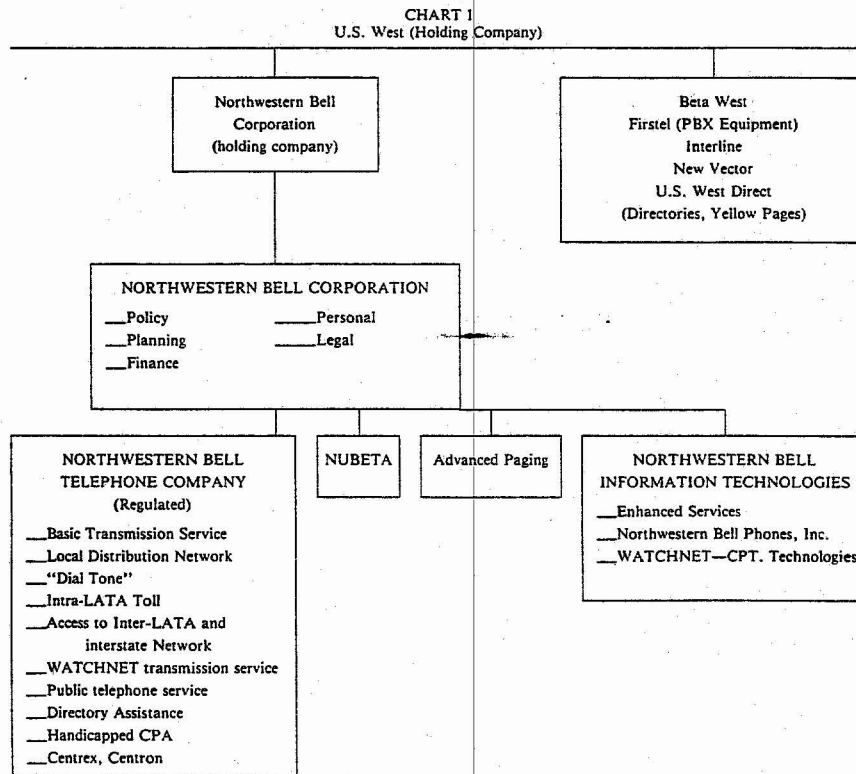 CHART 1
U.S. West (Holding Company)
Northwestern Bell
Corporation
(holding company)
Beta West
Firstel (PBX Equipment)
Interline
New Vector
U.S. West Direct
(Directories, Yellow Pages)
NORTHWESTERN BELL CORPORATION
__Policy
__Planning
__Finance
____Personal
____Legal
NORTHWESTERN BELL
TELEPHONE COMPANY
(Regulated)
__Basic Transmission Service
__Local Distribution Network
__"Dial Tone"
__Intra-LATA Toll
__Access to Inter-LATA and
interstate Network
__WATCHNET transmission service
__Public telephone service
__Directory Assistance
__Handicapped CPA
__Centrex, Centron
NUBETA
Advanced Paging
NORTHWESTERN BELL
INFORMATION TECHNOLOGIES
__Enhanced Services
__Northwestern Bell Phones, Inc.
__WATCHNET—CPT. Technologies